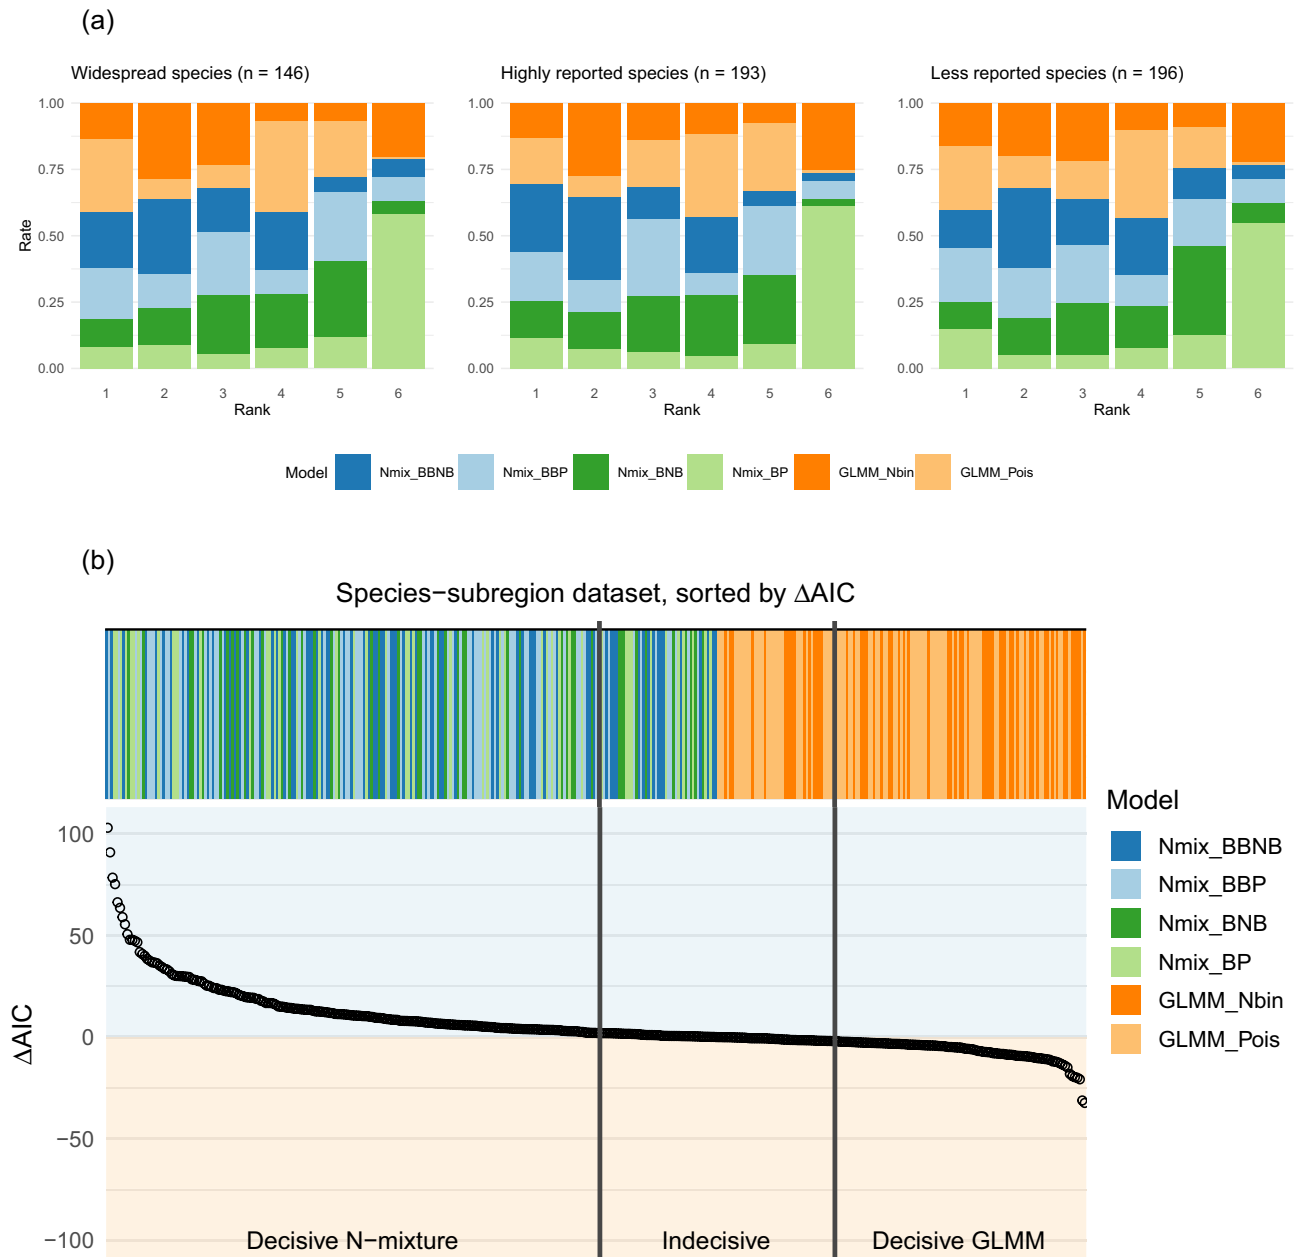 (a)
Widespread species (n = 146)
Highly reported species (n = 193)
Less reported species (n = 196)
Rate
1.00
0.75
0.50
0.25
0.00
1 2 3 4 5 6
Rank
1.00
0.75
0.50
0.25
0.00
1 2 3 4 5 6
Rank
1.00
0.75
0.50
0.25
0.00
1 2 3 4 5 6
Rank
Model Nmix_BBNB Nmix_BBP Nmix_BNB Nmix_BP GLMM_Nbin GLMM_Pois
(b)
Species−subregion dataset, sorted by ΔAIC
ΔAIC
100
50
0
−50
−100
Decisive N−mixture Indecisive Decisive GLMM
Model
Nmix_BBNB
Nmix_BBP
Nmix_BNB
Nmix_BP
GLMM_Nbin
GLMM_Pois